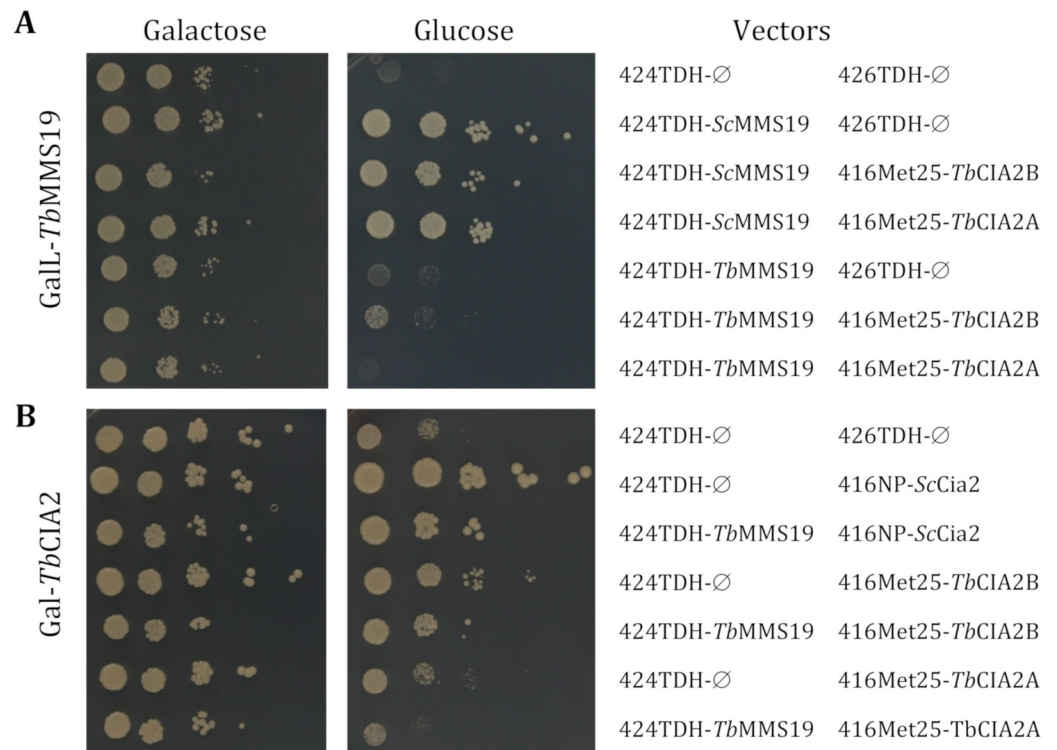 A
Galactose Glucose Vectors
GalL-TbMMS19
424TDH-∅ 426TDH-∅
424TDH-ScMMS19 426TDH-∅
424TDH-ScMMS19 416Met25-TbCIA2B
424TDH-ScMMS19 416Met25-TbCIA2A
424TDH-TbMMS19 426TDH-∅
424TDH-TbMMS19 416Met25-TbCIA2B
424TDH-TbMMS19 416Met25-TbCIA2A
B
Gal-TbCIA2
424TDH-∅ 426TDH-∅
424TDH-∅ 416NP-ScCia2
424TDH-TbMMS19 416NP-ScCia2
424TDH-∅ 416Met25-TbCIA2B
424TDH-TbMMS19 416Met25-TbCIA2B
424TDH-∅ 416Met25-TbCIA2A
424TDH-TbMMS19 416Met25-TbCIA2A